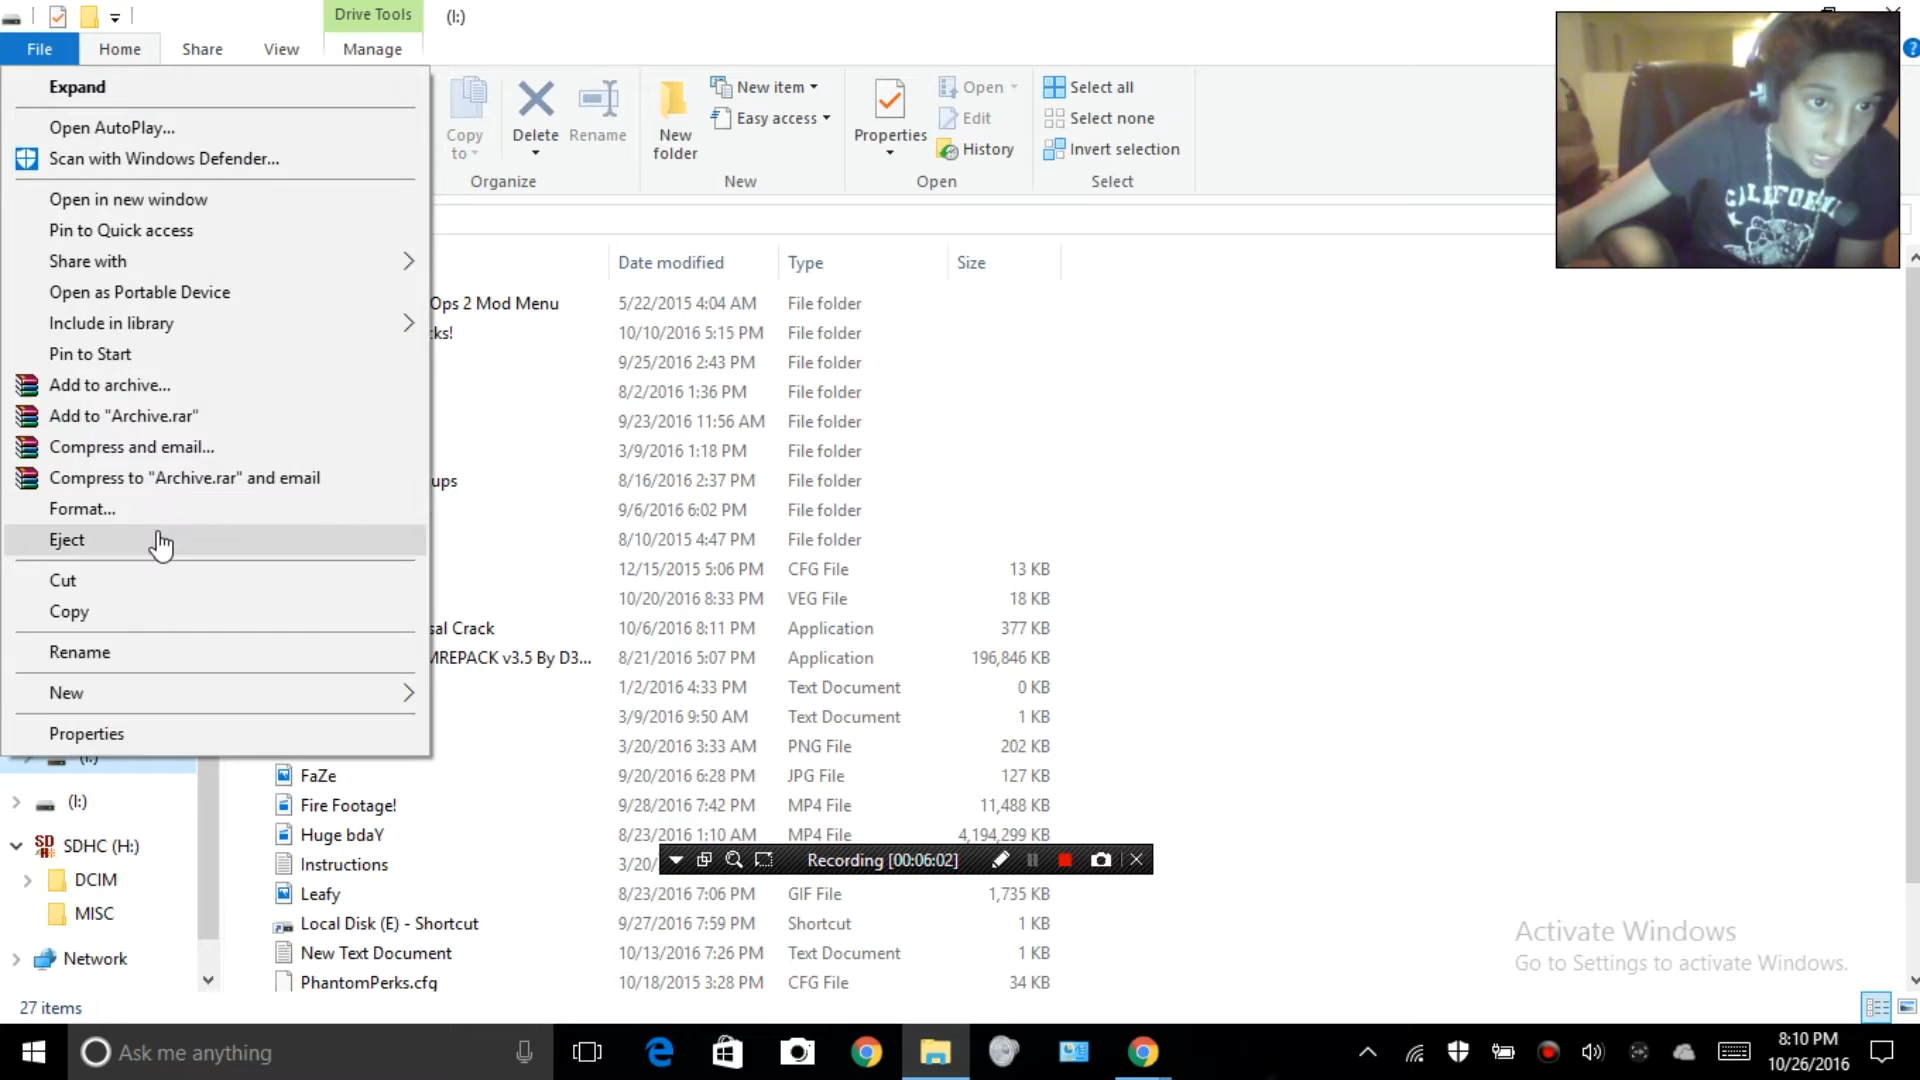 Drive Tools
(I:)
File
Home
Share
View
Manage
Expand
Open AutoPlay...
Scan with Windows Defender...
Open in new window
Pin to Quick access
Share with
Open as Portable Device
Include in library
Pin to Start
Add to archive...
Add to "Archive.rar"
Compress and email...
Compress to "Archive.rar" and email
Format...
Eject
Cut
Copy
Rename
New
Properties
Copy to
Delete
Rename
Organize
New folder
New item
Easy access
New
Properties
Open
Edit
History
Open
Select all
Select none
Invert selection
Select
Date modified
Type
Size
Ops 2 Mod Menu 5/22/2015 4:04 AM File folder
ks! 10/10/2016 5:15 PM File folder
9/25/2016 2:43 PM File folder
8/2/2016 1:36 PM File folder
9/23/2016 11:56 AM File folder
3/9/2016 1:18 PM File folder
ups 8/16/2016 2:37 PM File folder
9/6/2016 6:02 PM File folder
8/10/2015 4:47 PM File folder
12/15/2015 5:06 PM CFG File 13 KB
10/20/2016 8:33 PM VEG File 18 KB
sal Crack 10/6/2016 8:11 PM Application 377 KB
MREPACK v3.5 By D3... 8/21/2016 5:07 PM Application 196,846 KB
1/2/2016 4:33 PM Text Document 0 KB
3/9/2016 9:50 AM Text Document 1 KB
3/20/2016 3:33 AM PNG File 202 KB
FaZe 9/20/2016 6:28 PM JPG File 127 KB
Fire Footage! 9/28/2016 7:42 PM MP4 File 11,488 KB
Huge bdaY 8/23/2016 1:10 AM MP4 File 4,194,299 KB
Instructions 3/20/
Leafy 8/23/2016 7:06 PM GIF File 1,735 KB
Local Disk (E) - Shortcut 9/27/2016 7:59 PM Shortcut 1 KB
New Text Document 10/13/2016 7:26 PM Text Document 1 KB
PhantomPerks.cfg 10/18/2015 3:28 PM CFG File 34 KB
Recording [00:06:02]
(I:)
(I:)
SD
SDHC (H:)
DCIM
MISC
Network
27 items
CALIFORNI
Activate Windows
Go to Settings to activate Windows.
Ask me anything
8:10 PM
10/26/2016